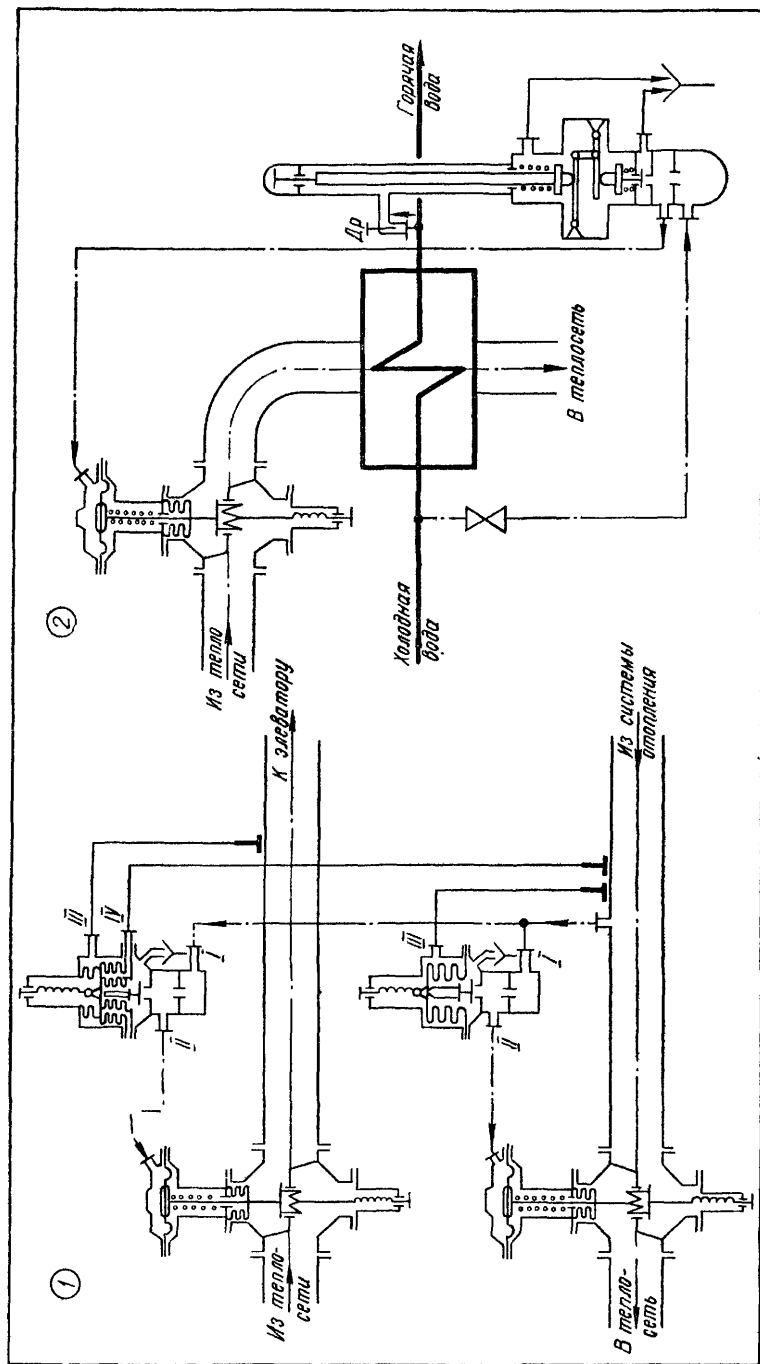 1
Из тепло-
сети
К элеватору
III
IV
I
II
III
I
II
В тепло-
сеть
Из системы
отопления
2
Из тепло
сети
Холодная
вода
В теплосеть
Др
Горячая
вода